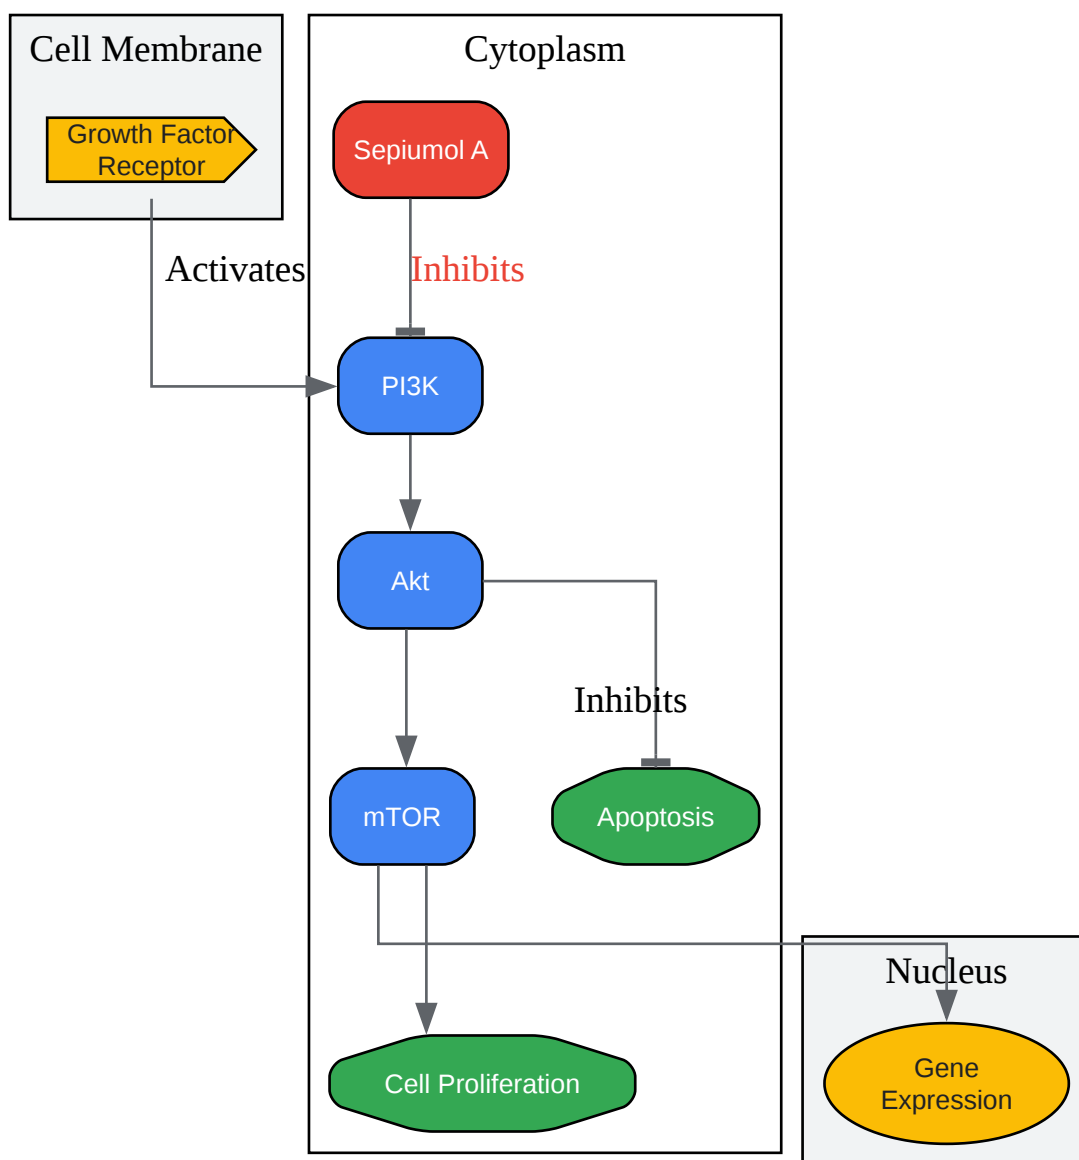 Cell Membrane
Cytoplasm
Growth Factor
Receptor
Sepiumol A
Activates
Inhibits
PI3K
Akt
Inhibits
mTOR
Apoptosis
Nucleus
Cell Proliferation
Gene
Expression